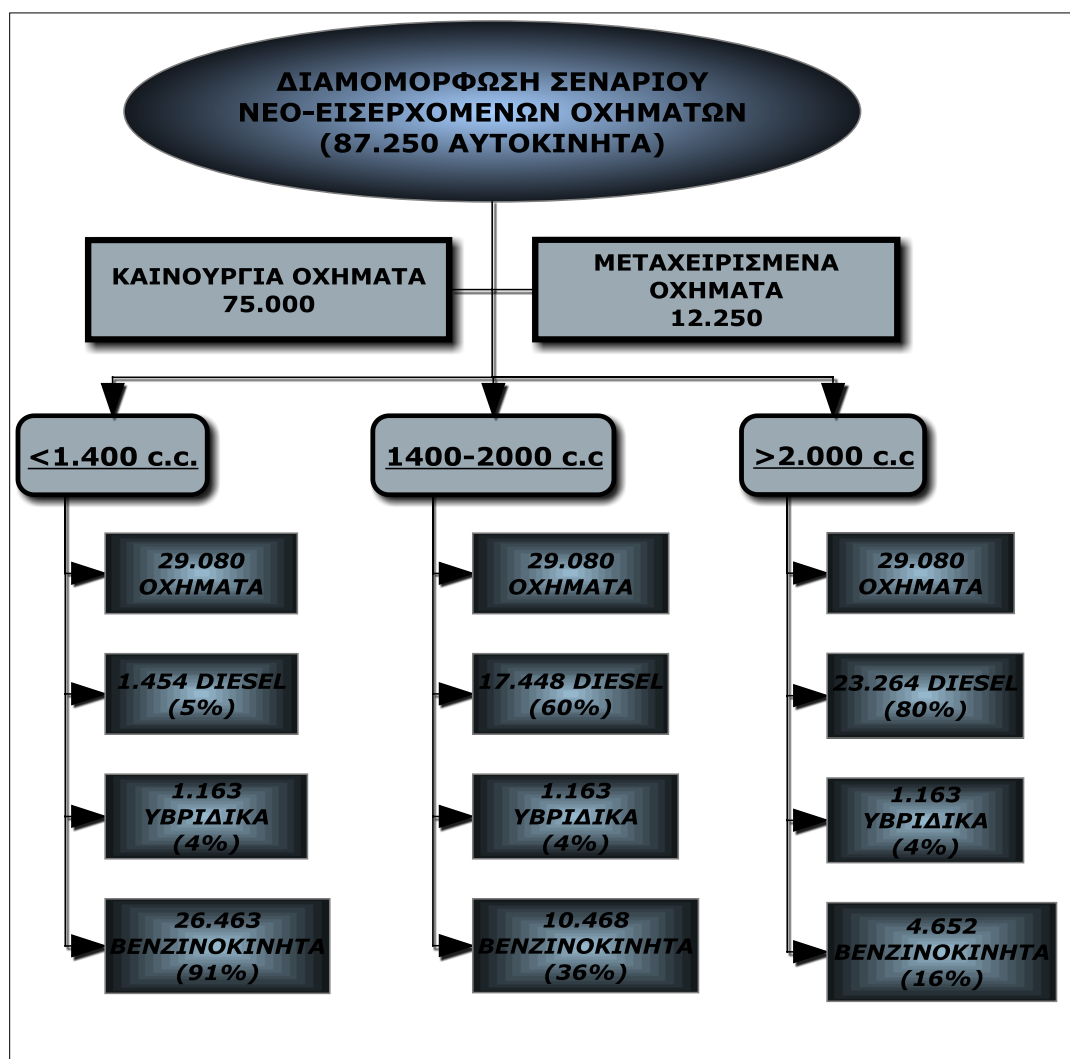 ΔΙΑΜΟΜΟΡΦΩΣΗ ΣΕΝΑΡΙΟΥ
ΝΕΟ-ΕΙΣΕΡΧΟΜΕΝΩΝ ΟΧΗΜΑΤΩΝ
(87.250 ΑΥΤΟΚΙΝΗΤΑ)
ΚΑΙΝΟΥΡΓΙΑ ΟΧΗΜΑΤΑ
75.000
ΜΕΤΑΧΕΙΡΙΣΜΕΝΑ
ΟΧΗΜΑΤΑ
12.250
<1.400 c.c.
29.080
ΟΧΗΜΑΤΑ
1.454 DIESEL
(5%)
1.163
ΥΒΡΙΔΙΚΑ
(4%)
26.463
ΒΕΝΖΙΝΟΚΙΝΗΤΑ
(91%)
1400-2000 c.c
29.080
ΟΧΗΜΑΤΑ
17.448 DIESEL
(60%)
1.163
ΥΒΡΙΔΙΚΑ
(4%)
10.468
ΒΕΝΖΙΝΟΚΙΝΗΤΑ
(36%)
>2.000 c.c
29.080
ΟΧΗΜΑΤΑ
23.264 DIESEL
(80%)
1.163
ΥΒΡΙΔΙΚΑ
(4%)
4.652
ΒΕΝΖΙΝΟΚΙΝΗΤΑ
(16%)